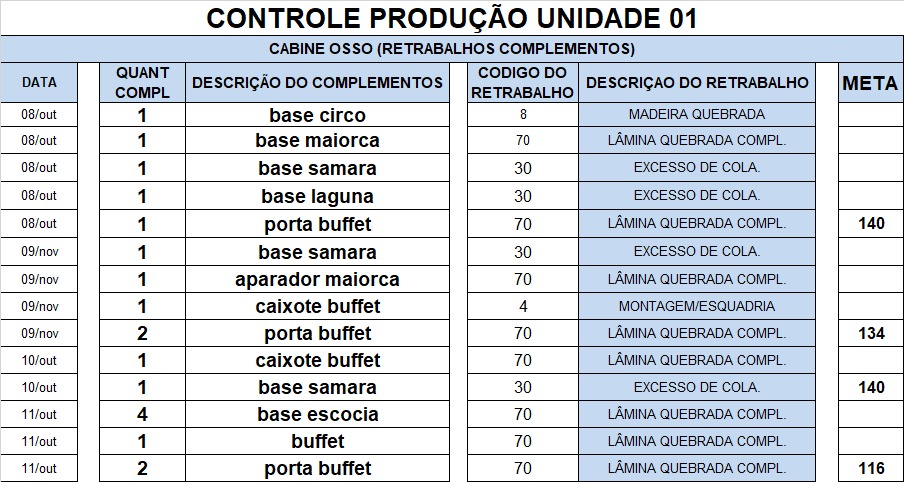 CONTROLE PRODUÇÃO UNIDADE 01
CABINE OSSO (RETRABALHOS COMPLEMENTOS)
DATA QUANT COMPL DESCRIÇÃO DO COMPLEMENTOS CODIGO DO RETRABALHO DESCRIÇAO DO RETRABALHO META
08/out 1 base circo 8 MADEIRA QUEBRADA
08/out 1 base maiorca 70 LÂMINA QUEBRADA COMPL.
08/out 1 base samara 30 EXCESSO DE COLA.
08/out 1 base laguna 30 EXCESSO DE COLA.
08/out 1 porta buffet 70 LÂMINA QUEBRADA COMPL. 140
09/nov 1 base samara 30 EXCESSO DE COLA.
09/nov 1 aparador maiorca 70 LÂMINA QUEBRADA COMPL.
09/nov 1 caixote buffet 4 MONTAGEM/ESQUADRIA
09/nov 2 porta buffet 70 LÂMINA QUEBRADA COMPL. 134
10/out 1 caixote buffet 70 LÂMINA QUEBRADA COMPL.
10/out 1 base samara 30 EXCESSO DE COLA. 140
11/out 4 base escocia 70 LÂMINA QUEBRADA COMPL.
11/out 1 buffet 70 LÂMINA QUEBRADA COMPL.
11/out 2 porta buffet 70 LÂMINA QUEBRADA COMPL. 116